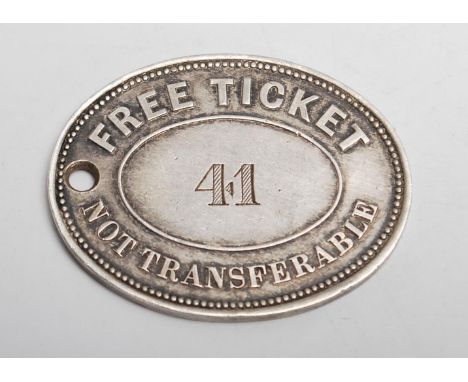 FREE TICKET
41
NOT TRANSFERABLE